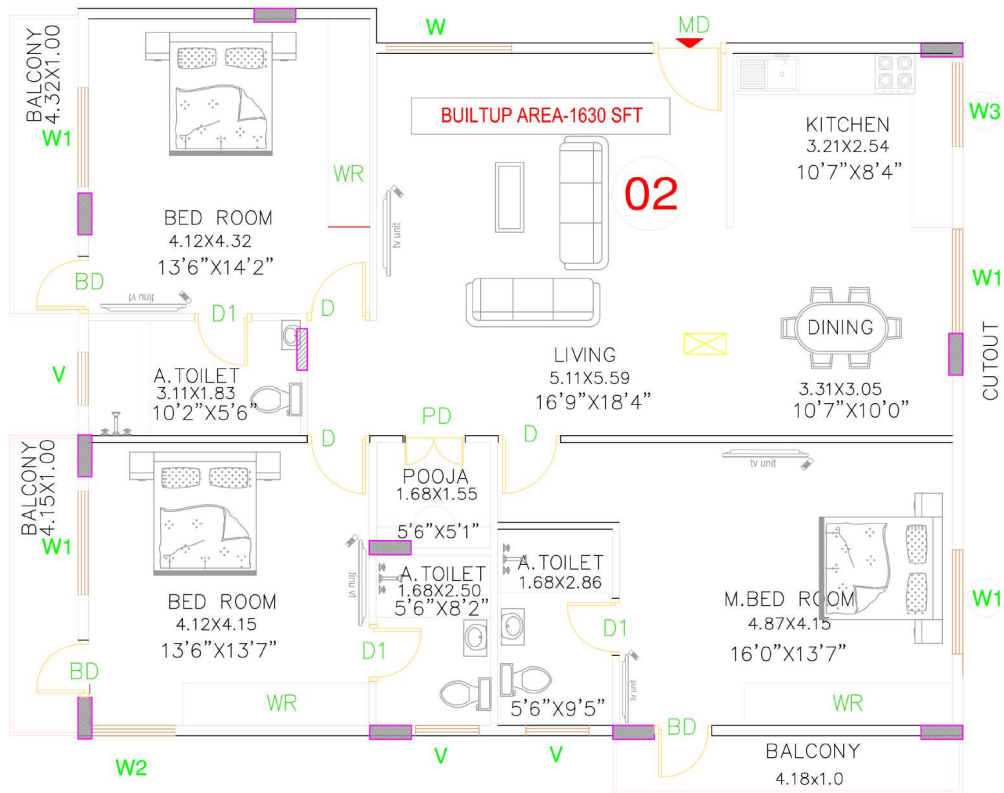 W
MD
BALCONY
4.32X1.00
W1
BUILTUP AREA-1630 SFT
W3
KITCHEN
3.21X2.54
10'7"X8'4"
WR
02
BED ROOM
4.12X4.32
13'6"X14'2"
tv unit
BD
tv unit
D1
D
W1
CUTOUT
DINING
LIVING
5.11X5.59
16'9"X18'4"
3.31X3.05
10'7"X10'0"
V
A.TOILET
3.11X1.83
10'2"X5'6"
D
PD
D
BALCONY
4.15X1.00
W1
POOJA
1.68X1.55
5'6"X5'1"
tv unit
tv unit
A.TOILET
1.68X2.50
5'6"X8'2"
A.TOILET
1.68X2.86
5'6"X9'5"
BED ROOM
4.12X4.15
13'6"X13'7"
M.BED ROOM
4.87X4.15
16'0"X13'7"
W1
D1
D1
BD
WR
tv unit
WR
BD
V
V
W2
BALCONY
4.18x1.0